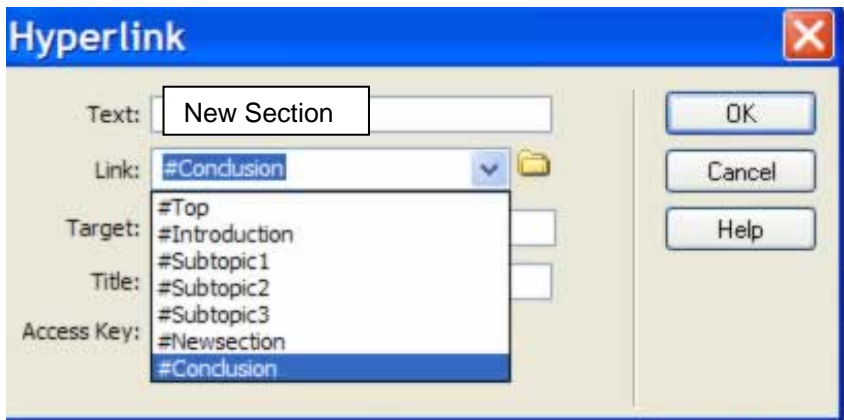 Hyperlink
Text: New Section
OK
Link: #Conclusion
Cancel
#Top
Target: #Introduction
Help
#Subtopic1
Title: #Subtopic2
#Subtopic3
Access Key: #Newsection
#Conclusion